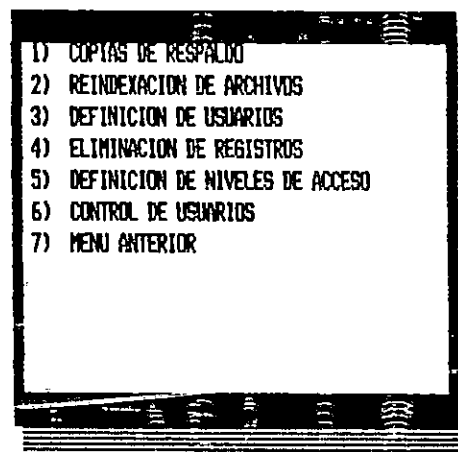 1) COPIAS DE RESPALDO
2) REINDEXACION DE ARCHIVOS
3) DEFINICION DE USUARIOS
4) ELIMINACION DE REGISTROS
5) DEFINICION DE NIVELES DE ACCESO
6) CONTROL DE USUARIOS
7) MENU ANTERIOR